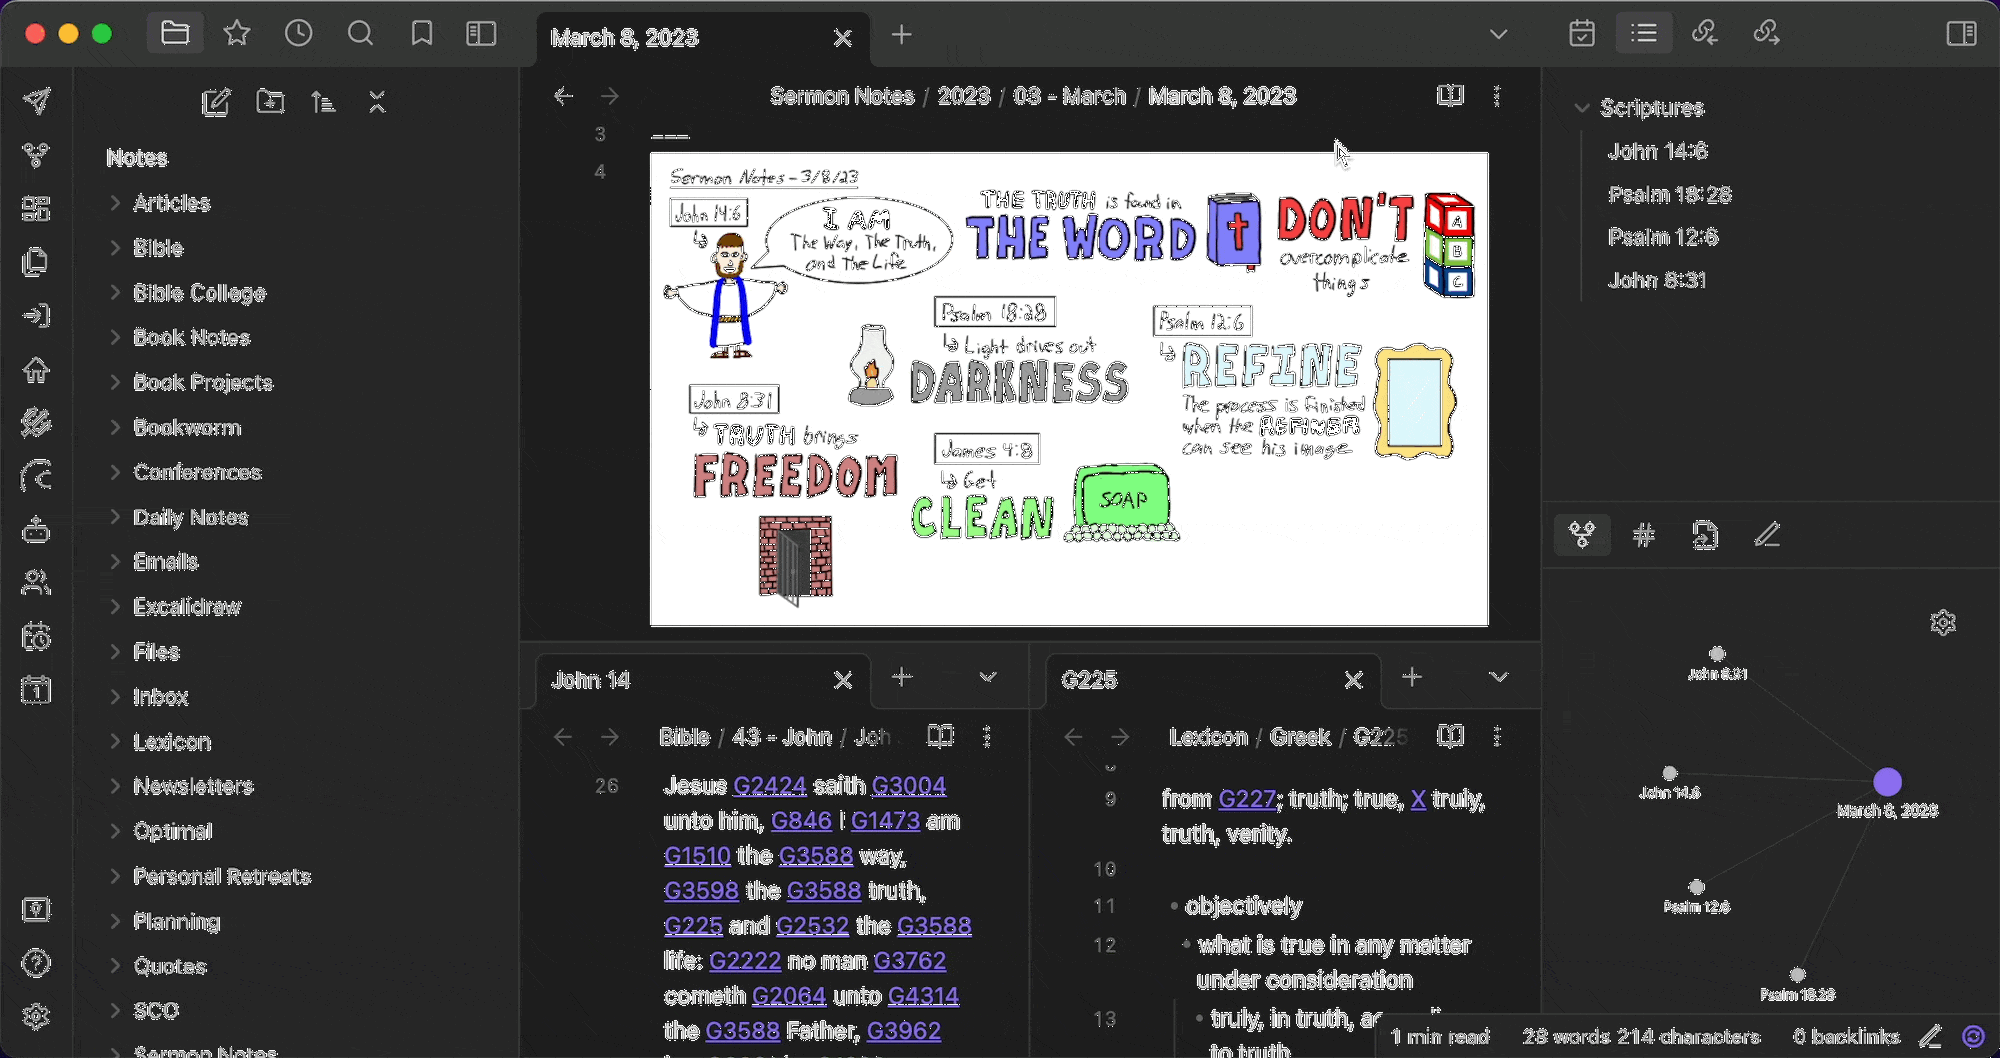 March 8, 2023
Notes
Articles
Bible
Bible College
Book Notes
Book Projects
Bookworm
Conferences
Daily Notes
Emails
Excalidraw
Files
Inbox
Lexicon
Newsletters
Optimal
Personal Retreats
Planning
Quotes
SCO
Sermon Notes
Sermon Notes / 2023 / 03 - March / March 8, 2023
3 ---
4
Sermon Notes - 3/8/23
John 14:6
I AM
The Way, The Truth,
and The Life
THE TRUTH is found in
THE WORD
DON'T
overcomplicate
things
A
B
C
Psalm 18:28
Light drives out
DARKNESS
Psalm 12:6
REFINE
The process is finished
when the REFINER
can see his image
John 8:31
TRUTH brings
FREEDOM
James 4:8
Get
CLEAN
SOAP
John 14
Bible / 43 - John / Joh
26 Jesus G2424 saith G3004
unto him, G846 I G1473 am
G1510 the G3588 way,
G3598 the G3588 truth,
G225 and G2532 the G3588
life: G2222 no man G3762
cometh G2064 unto G4314
the G3588 Father, G3962
G225
Lexicon / Greek / G225
9 from G227; truth; true, X truly,
truth, verity.
10
11 • objectively
12 • what is true in any matter
under consideration
13 • truly, in truth,
to truth
Scriptures
John 14:6
Psalm 18:28
Psalm 12:6
John 8:31
John 8.31
John 14.6
March 8, 2023
Psalm 12.6
Psalm 18.28
1 min read
28 words 214 characters
0 backlinks